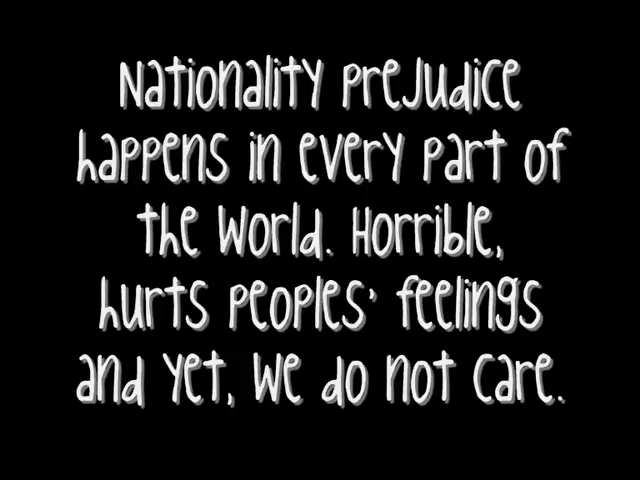 Nationality Prejudice
happens in every part of
the World. Horrible,
hurts peoples' feelings
and yet, We do not care.